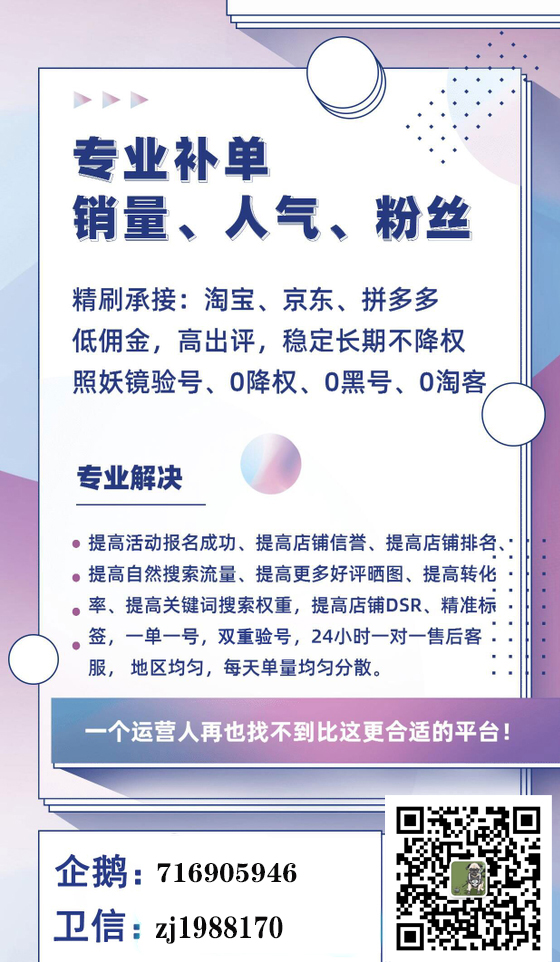 专业补单
销量、人气、粉丝
精刷承接：淘宝、京东、拼多多
低佣金，高出评，稳定长期不降权
照妖镜验号、0降权、0黑号、0淘客
专业解决
提高活动报名成功、提高店铺信誉、提高店铺排名、
提高自然搜索流量、提高更多好评晒图、提高转化
率、提高关键词搜索权重，提高店铺DSR、精准标
签，一单一号，双重验号，24小时一对一售后客
服， 地区均匀，每天单量均匀分散。
一个运营人再也找不到比这更合适的平台！
企鹅：716905946
卫信：zj1988170